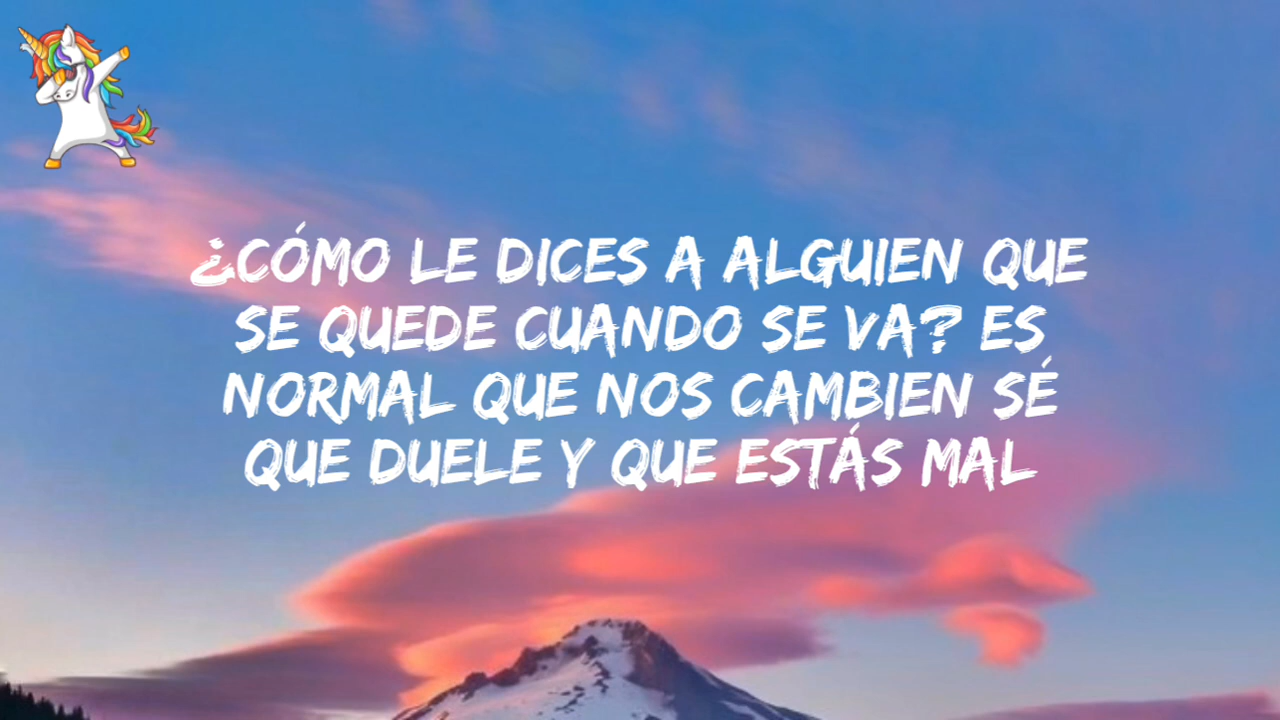 ¿CÓMO LE DICES A ALGUIEN QUE
SE QUEDE CUANDO SE VA? ES
NORMAL QUE NOS CAMBIEN SÉ
QUE DUELE Y QUE ESTÁS MAL